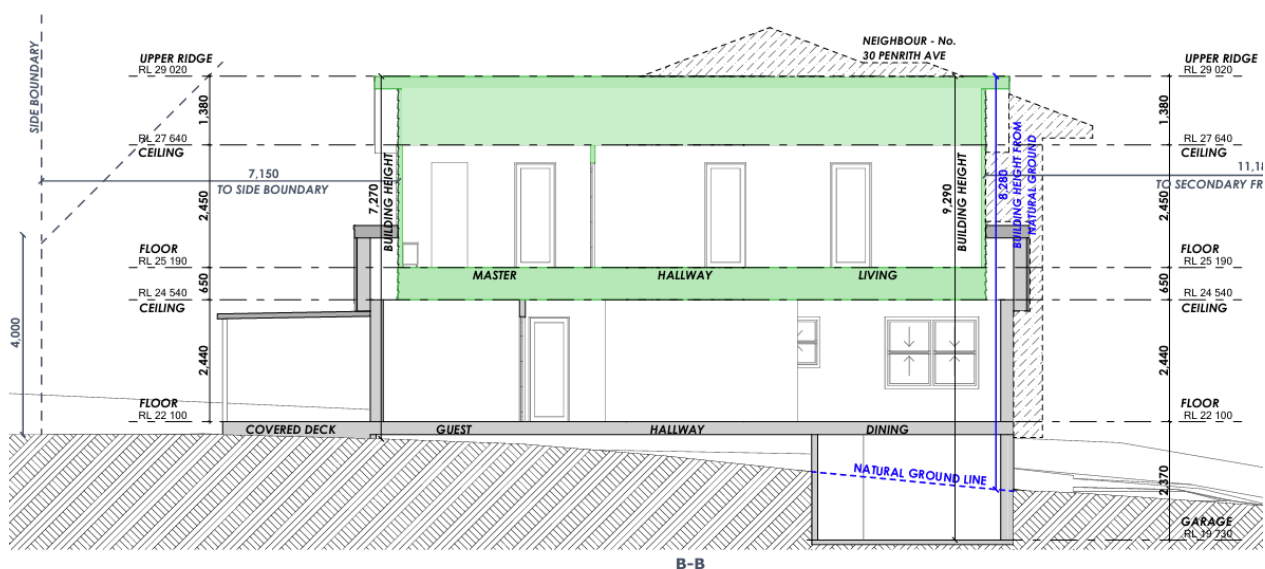 SIDE BOUNDARY
NEIGHBOUR - No.
30 PENRITH AVE
UPPER RIDGE
RL 29 020
UPPER RIDGE
RL 29 020
1,380
1,380
RL 27 640
CEILING
RL 27 640
CEILING
7,150
TO SIDE BOUNDARY
7,270
BUILDING HEIGHT
9,290
BUILDING HEIGHT
8,280
BUILDING HEIGHT FROM
NATURAL GROUND
TO SECONDARY FR
2,450
2,450
FLOOR
RL 25 190
FLOOR
RL 25 190
MASTER
HALLWAY
LIVING
650
650
RL 24 540
CEILING
RL 24 540
CEILING
4,000
2,440
2,440
FLOOR
RL 22 100
FLOOR
RL 22 100
COVERED DECK
GUEST
HALLWAY
DINING
NATURAL GROUND LINE
2,370
GARAGE
RL 19 730
B-B